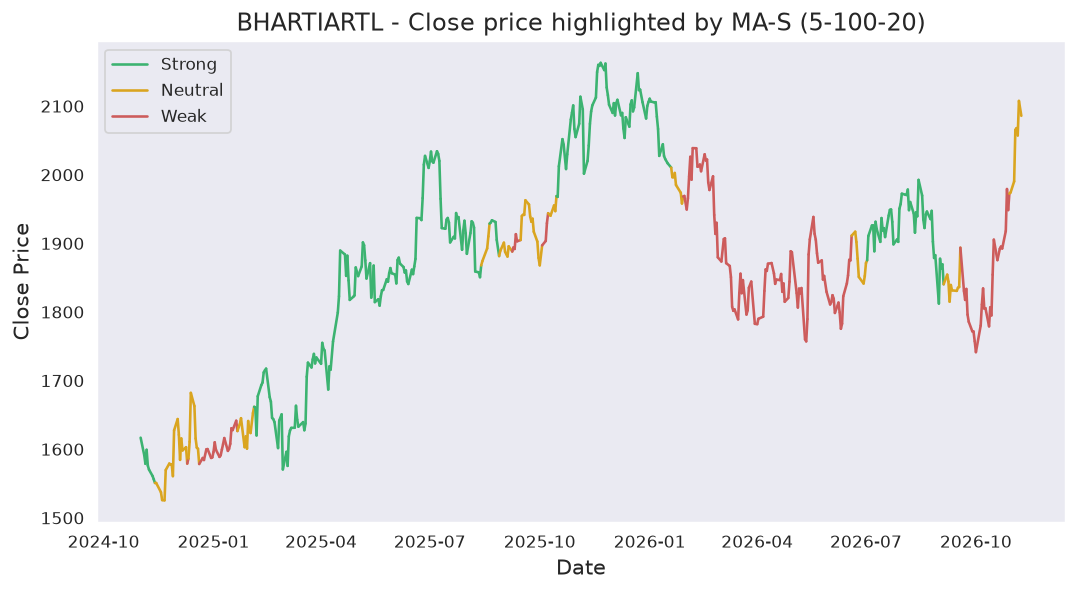 BHARTIARTL - Close price highlighted by MA-S (5-100-20)
Strong
Neutral
Weak
Close Price
2100
2000
1900
1800
1700
1600
1500
2024-10 2025-01 2025-04 2025-07 2025-10 2026-01 2026-04 2026-07 2026-10
Date